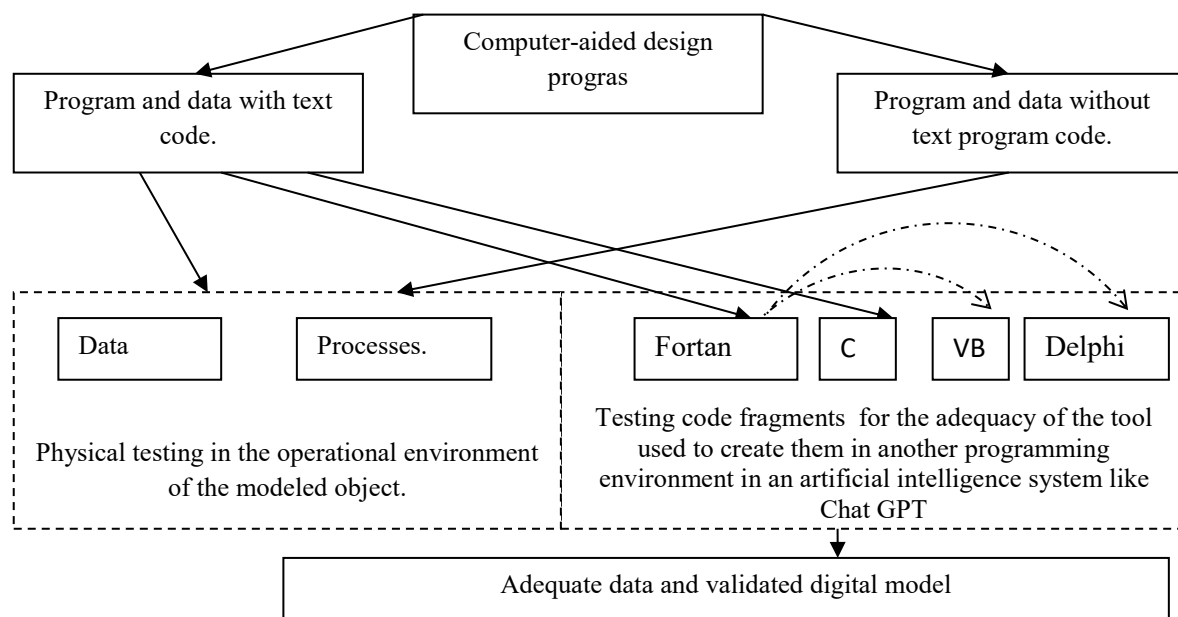 Computer-aided design
progras
Program and data with text
code.
Program and data without
text program code.
Data
Processes.
Fortan
C
VB
Delphi
Physical testing in the operational environment
of the modeled object.
Testing code fragments for the adequacy of the tool
used to create them in another programming
environment in an artificial intelligence system like
Chat GPT
Adequate data and validated digital model